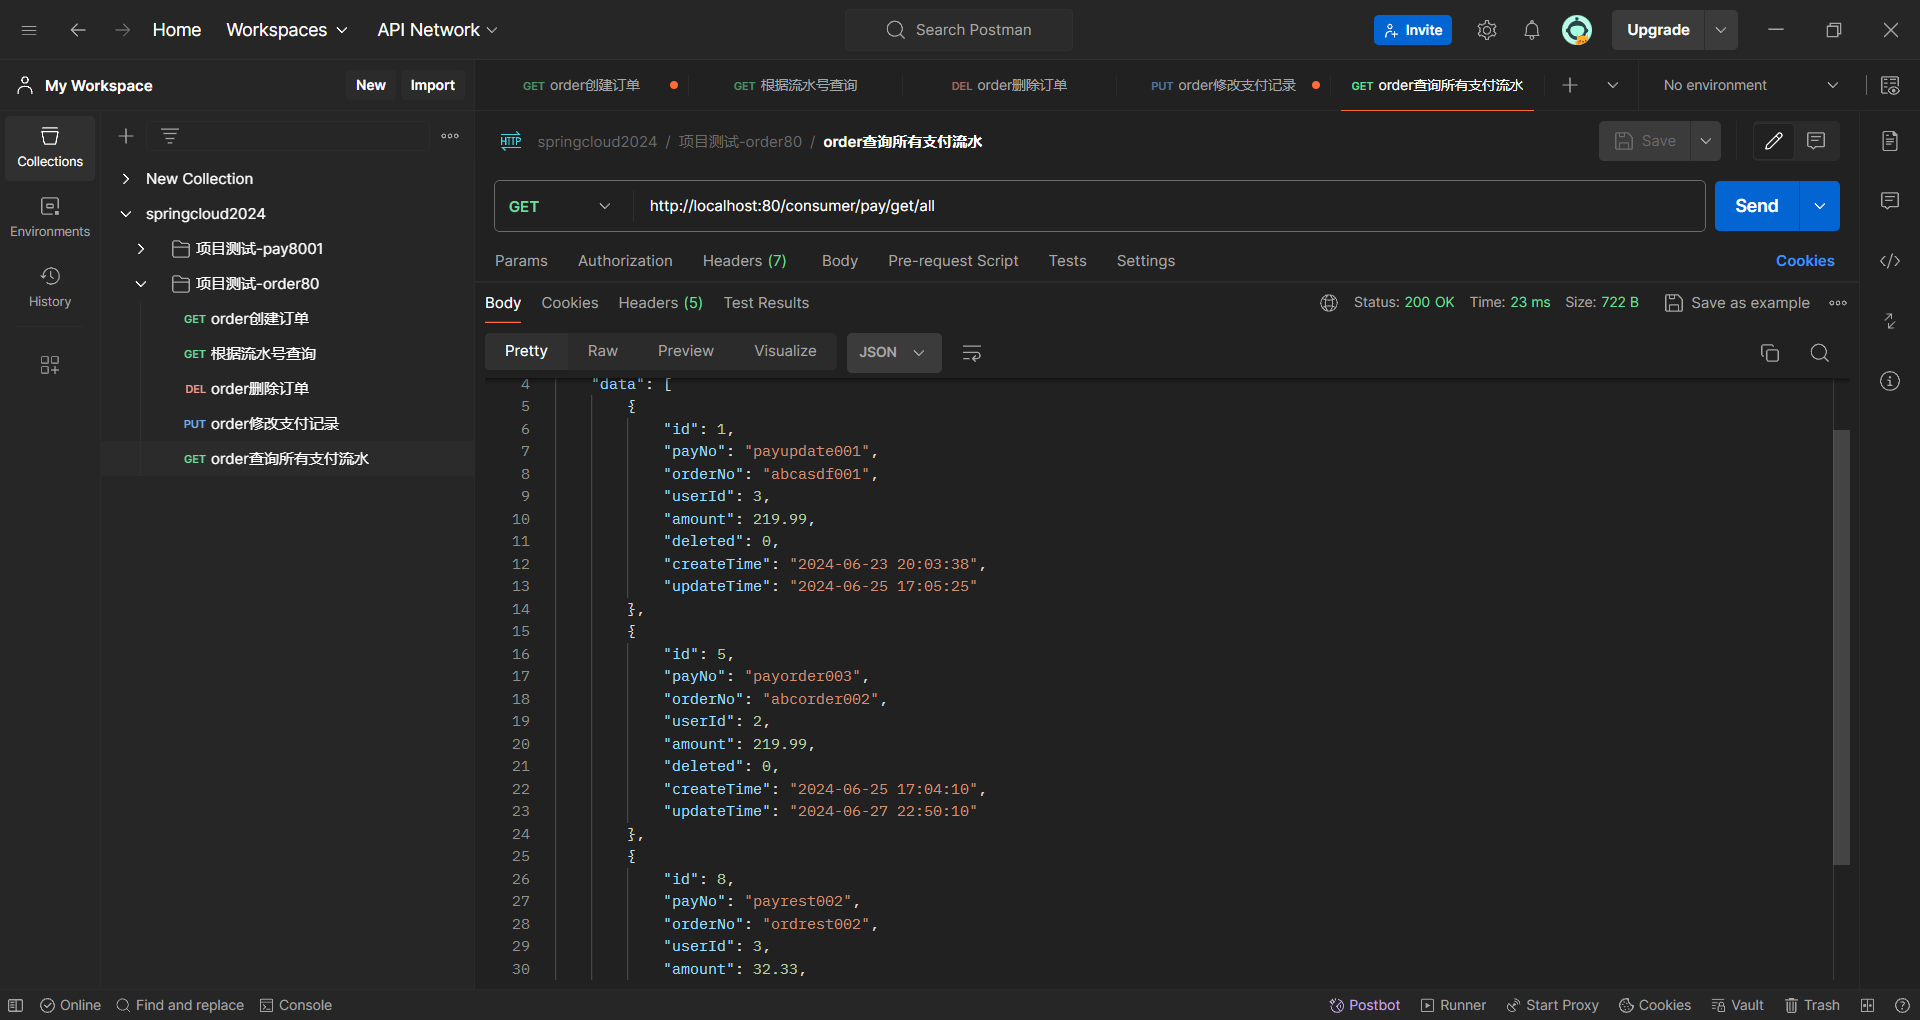 Home Workspaces API Network Search Postman Invite Upgrade
My Workspace New Import GET order创建订单 GET 根据流水号查询 DEL order删除订单 PUT order修改支付记录 GET order查询所有支付流水 No environment
HTTP springcloud2024 / 项目测试-order80 / order查询所有支付流水 Save
Collections
Environments
History
New Collection
springcloud2024
项目测试-pay8001
项目测试-order80
GET order创建订单
GET 根据流水号查询
DEL order删除订单
PUT order修改支付记录
GET order查询所有支付流水
GET http://localhost:80/consumer/pay/get/all Send
Params Authorization Headers (7) Body Pre-request Script Tests Settings Cookies
Body Cookies Headers (5) Test Results Status: 200 OK Time: 23 ms Size: 722 B Save as example
Pretty Raw Preview Visualize JSON
4 "data": [
5 {
6 "id": 1,
7 "payNo": "payupdate001",
8 "orderNo": "abcasdf001",
9 "userId": 3,
10 "amount": 219.99,
11 "deleted": 0,
12 "createTime": "2024-06-23 20:03:38",
13 "updateTime": "2024-06-25 17:05:25"
14 },
15 {
16 "id": 5,
17 "payNo": "payorder003",
18 "orderNo": "abcorder002",
19 "userId": 2,
20 "amount": 219.99,
21 "deleted": 0,
22 "createTime": "2024-06-25 17:04:10",
23 "updateTime": "2024-06-27 22:50:10"
24 },
25 {
26 "id": 8,
27 "payNo": "payrest002",
28 "orderNo": "ordrest002",
29 "userId": 3,
30 "amount": 32.33,
Online Find and replace Console Postbot Runner Start Proxy Cookies Vault Trash